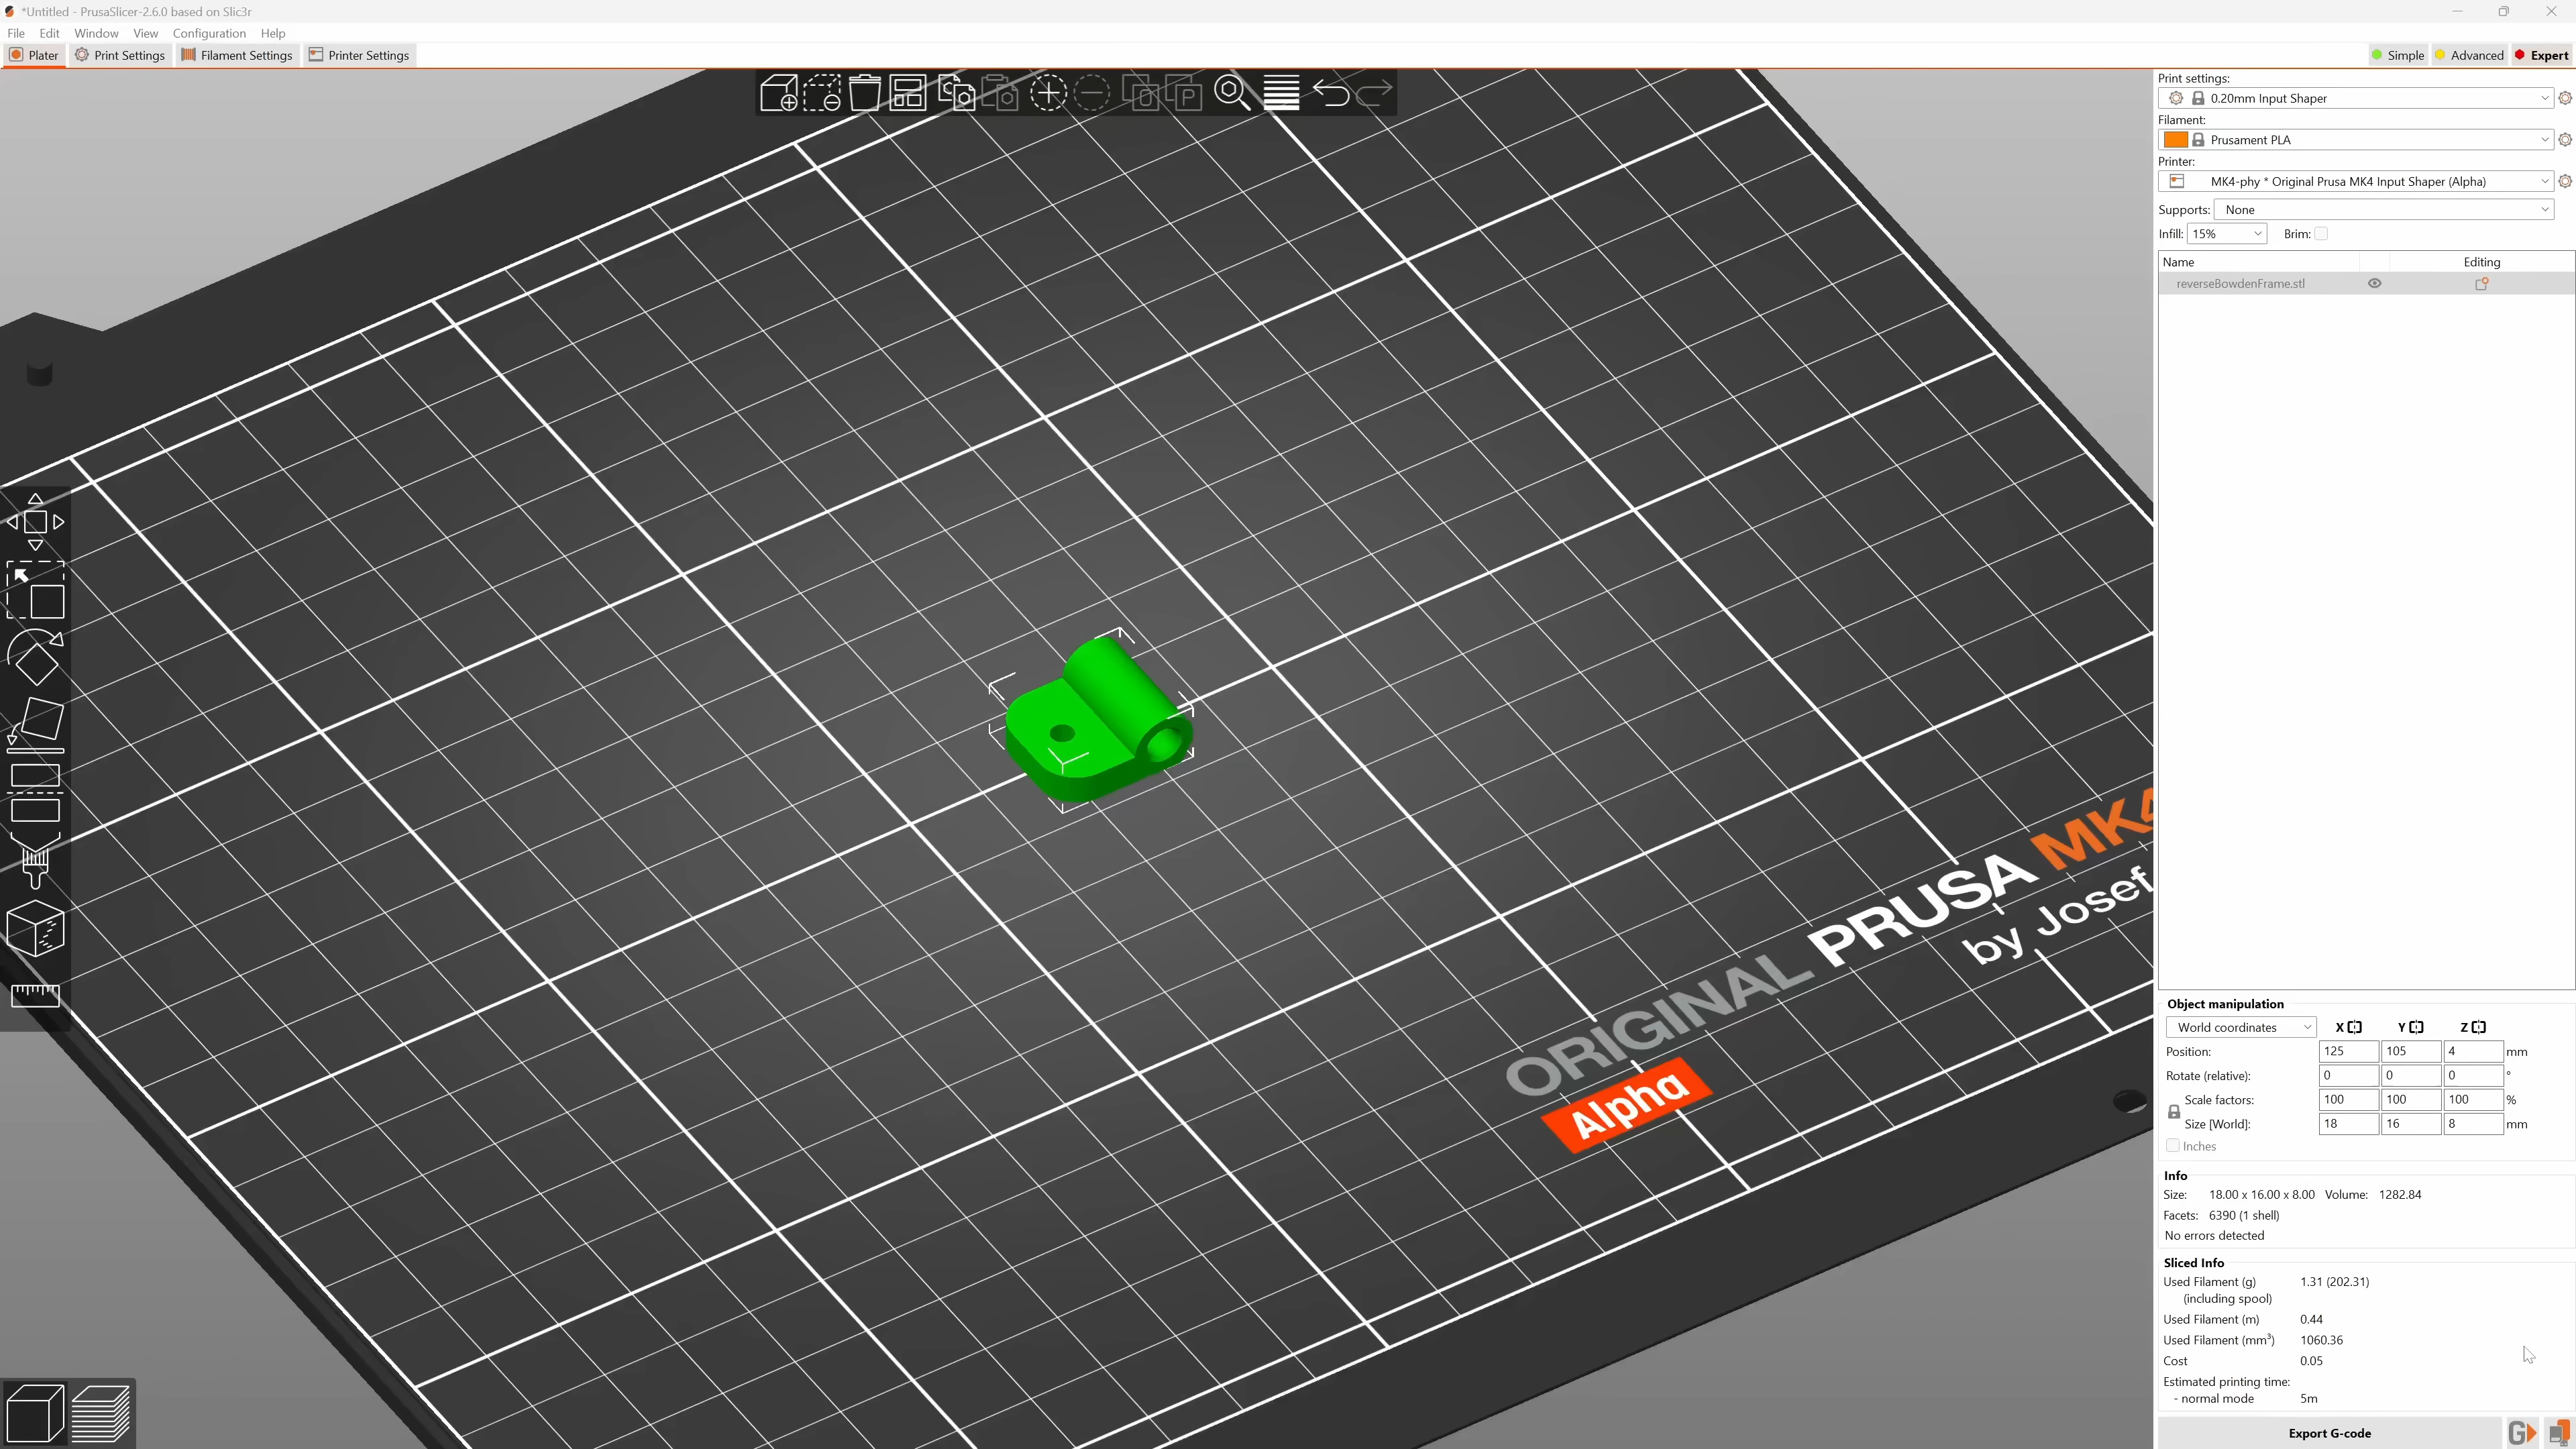 *Untitled - PrusaSlicer-2.6.0 based on Slic3r
File Edit Window View Configuration Help
Plater Print Settings Filament Settings Printer Settings Simple Advanced Expert
Print settings:
0.20mm Input Shaper
Filament:
Prusament PLA
Printer:
MK4-phy * Original Prusa MK4 Input Shaper (Alpha)
Supports: None
Infill: 15% Brim:
Name Editing
reverseBowdenFrame.stl
ORIGINAL PRUSA MK4
by Josef
Alpha
Object manipulation
World coordinates X Y Z
Position: 125 105 4 mm
Rotate (relative): 0 0 0 °
Scale factors: 100 100 100 %
Size [World]: 18 16 8 mm
Inches
Info
Size: 18.00 x 16.00 x 8.00 Volume: 1282.84
Facets: 6390 (1 shell)
No errors detected
Sliced Info
Used Filament (g) 1.31 (202.31)
(including spool)
Used Filament (m) 0.44
Used Filament (mm³) 1060.36
Cost 0.05
Estimated printing time:
- normal mode 5m
Export G-code G